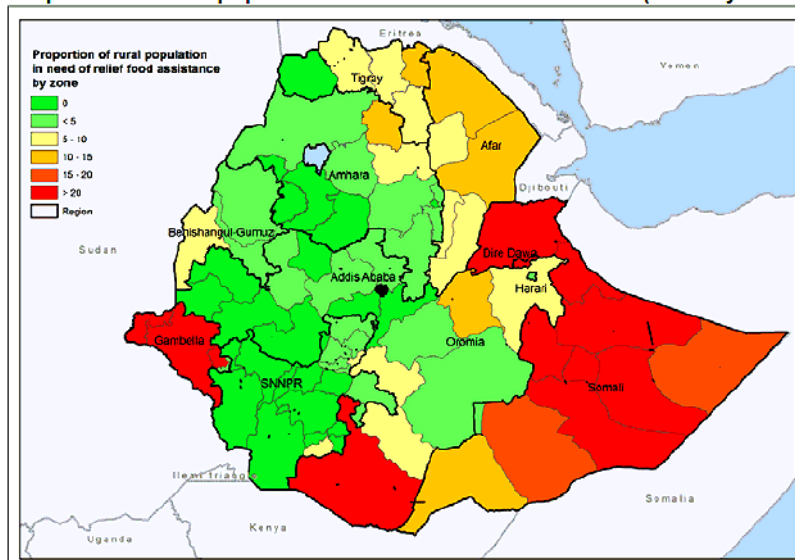 Proportion of rural population
in need of relief food assistance
by zone
0
< 5
5 - 10
10 - 15
15 - 20
> 20
Region
Eritrea
Yemen
Tigray
Afar
Amhara
Djibouti
Benishangul-Gumuz
Sudan
Dire Dawa
Addis Ababa
Harari
Gambella
Oromia
SNNPR
Somali
Ilemi triangle
Somalia
Kenya
Uganda